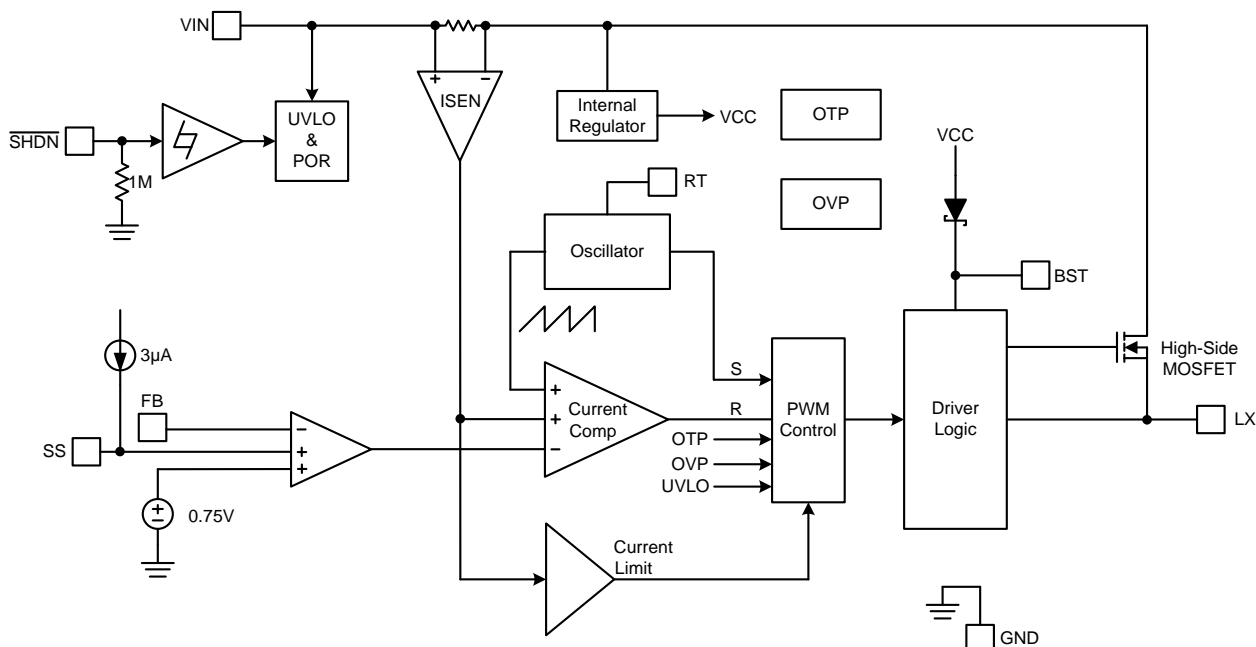 VIN
+
−
ISEN
UVLO
&
POR
SHDN
1M
Internal
Regulator
VCC
OTP
OVP
VCC
RT
Oscillator
BST
3µA
FB
SS
−
+
+
0.75V
+
+
−
Current
Comp
S
R
OTP
OVP
UVLO
PWM
Control
Driver
Logic
High-Side
MOSFET
LX
Current
Limit
GND